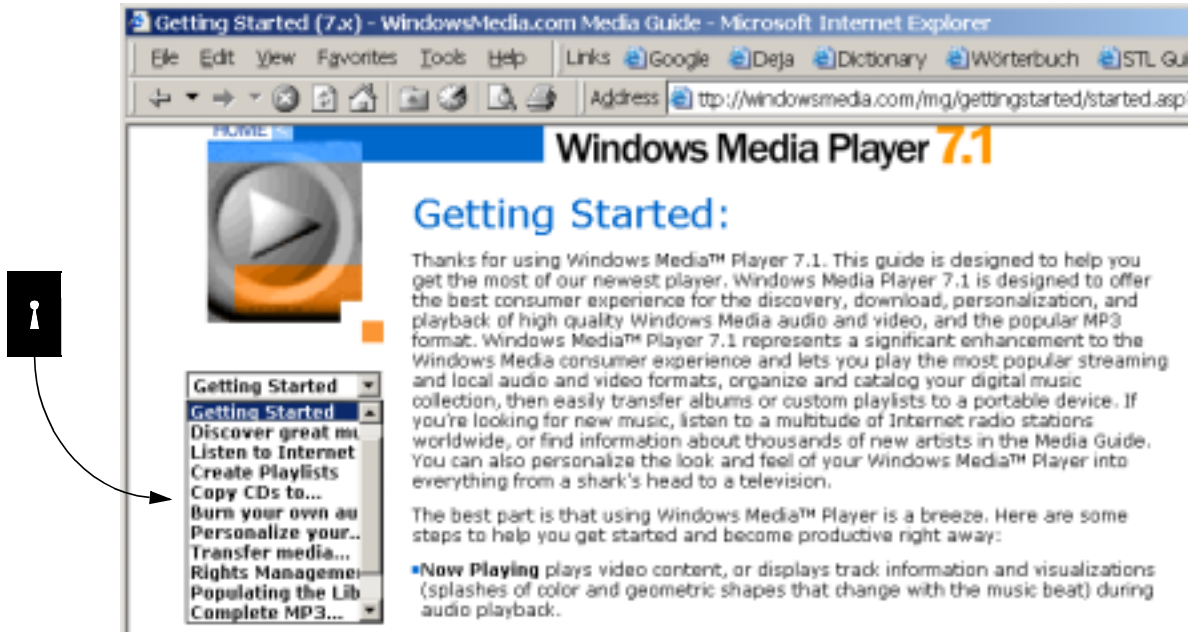 Getting Started (7.x) - WindowsMedia.com Media Guide - Microsoft Internet Explorer
File Edit View Favorites Tools Help Links Google Deja Dictionary Wörterbuch STL Gui
Address ttp://windowsmedia.com/mg/gettingstarted/started.asp
HOME
Windows Media Player 7.1
Getting Started:
Thanks for using Windows Media™ Player 7.1. This guide is designed to help you
get the most of our newest player. Windows Media Player 7.1 is designed to offer
the best consumer experience for the discovery, download, personalization, and
playback of high quality Windows Media audio and video, and the popular MP3
format. Windows Media™ Player 7.1 represents a significant enhancement to the
Windows Media consumer experience and lets you play the most popular streaming
and local audio and video formats, organize and catalog your digital music
collection, then easily transfer albums or custom playlists to a portable device. If
you're looking for new music, listen to a multitude of Internet radio stations
worldwide, or find information about thousands of new artists in the Media Guide.
You can also personalize the look and feel of your Windows Media™ Player into
everything from a shark's head to a television.
The best part is that using Windows Media™ Player is a breeze. Here are some
steps to help you get started and become productive right away:
Now Playing plays video content, or displays track information and visualizations
(splashes of color and geometric shapes that change with the music beat) during
audio playback.
Getting Started
Getting Started
Discover great mu
Listen to Internet
Create Playlists
Copy CDs to...
Burn your own au
Personalize your..
Transfer media...
Rights Managemen
Populating the Lib
Complete MP3...